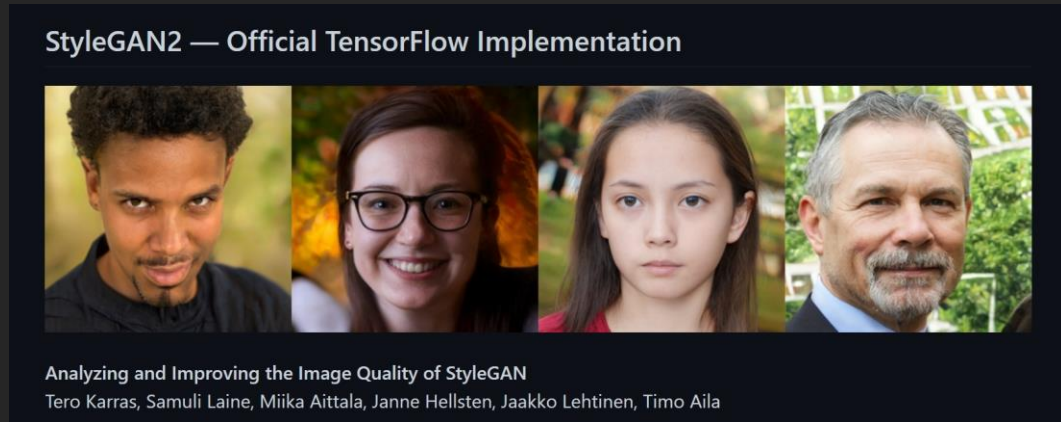 StyleGAN2 — Official TensorFlow Implementation
Analyzing and Improving the Image Quality of StyleGAN
Tero Karras, Samuli Laine, Miika Aittala, Janne Hellsten, Jaakko Lehtinen, Timo Aila